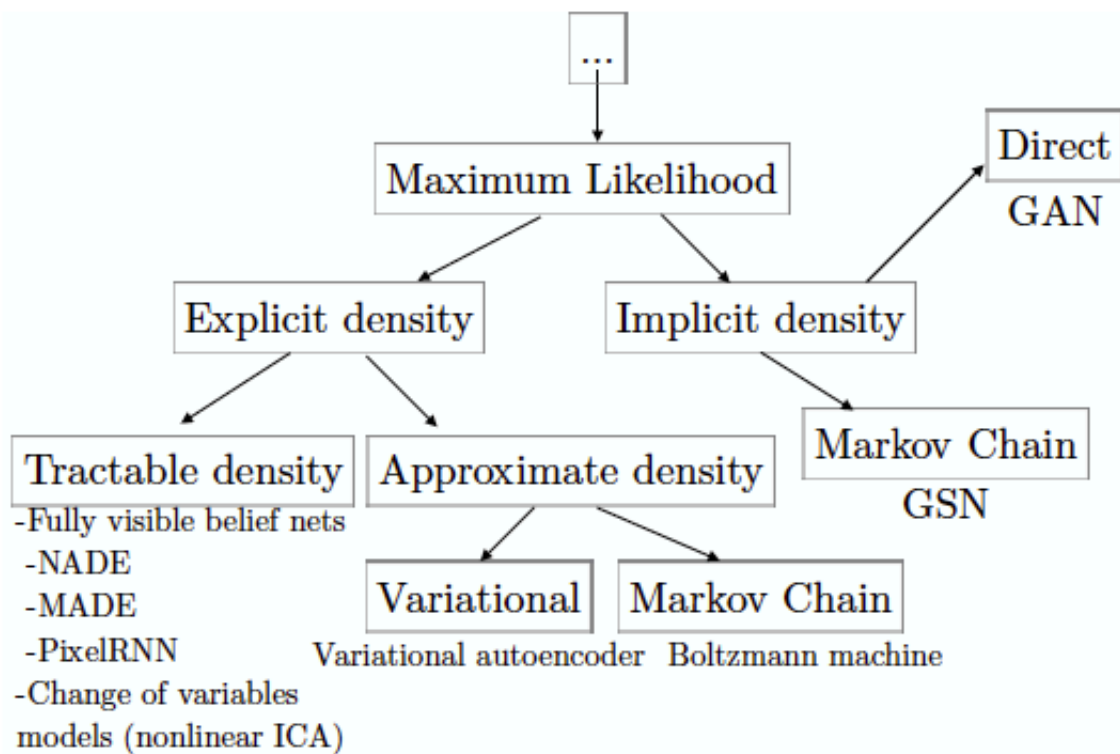 ...
Maximum Likelihood
Direct
GAN
Explicit density
Implicit density
Tractable density
-Fully visible belief nets
-NADE
-MADE
-PixelRNN
-Change of variables
models (nonlinear ICA)
Approximate density
Variational
Variational autoencoder
Markov Chain
Boltzmann machine
Markov Chain
GSN